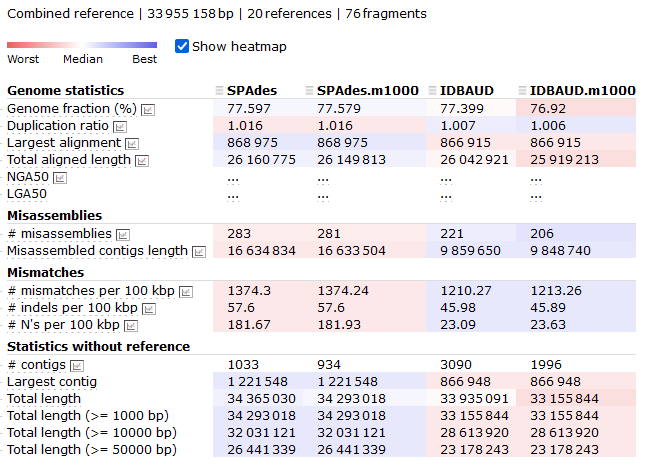 Combined reference | 33 955 158 bp | 20 references | 76 fragments
Worst Median Best Show heatmap
Genome statistics SPAdes SPAdes.m1000 IDBAUD IDBAUD.m1000
Genome fraction (%) 77.597 77.579 77.399 76.92
Duplication ratio 1.016 1.016 1.007 1.006
Largest alignment 868 975 868 975 866 915 866 915
Total aligned length 26 160 775 26 149 813 26 042 921 25 919 213
NGA50 ... ... ... ...
LGA50 ... ... ... ...
Misassemblies
# misassemblies 283 281 221 206
Misassembled contigs length 16 634 834 16 633 504 9 859 650 9 848 740
Mismatches
# mismatches per 100 kbp 1374.3 1374.24 1210.27 1213.26
# indels per 100 kbp 57.6 57.6 45.98 45.89
# N's per 100 kbp 181.67 181.93 23.09 23.63
Statistics without reference
# contigs 1033 934 3090 1996
Largest contig 1 221 548 1 221 548 866 948 866 948
Total length 34 365 030 34 293 018 33 935 091 33 155 844
Total length (>= 1000 bp) 34 293 018 34 293 018 33 155 844 33 155 844
Total length (>= 10000 bp) 32 031 121 32 031 121 28 613 920 28 613 920
Total length (>= 50000 bp) 26 441 339 26 441 339 23 178 243 23 178 243